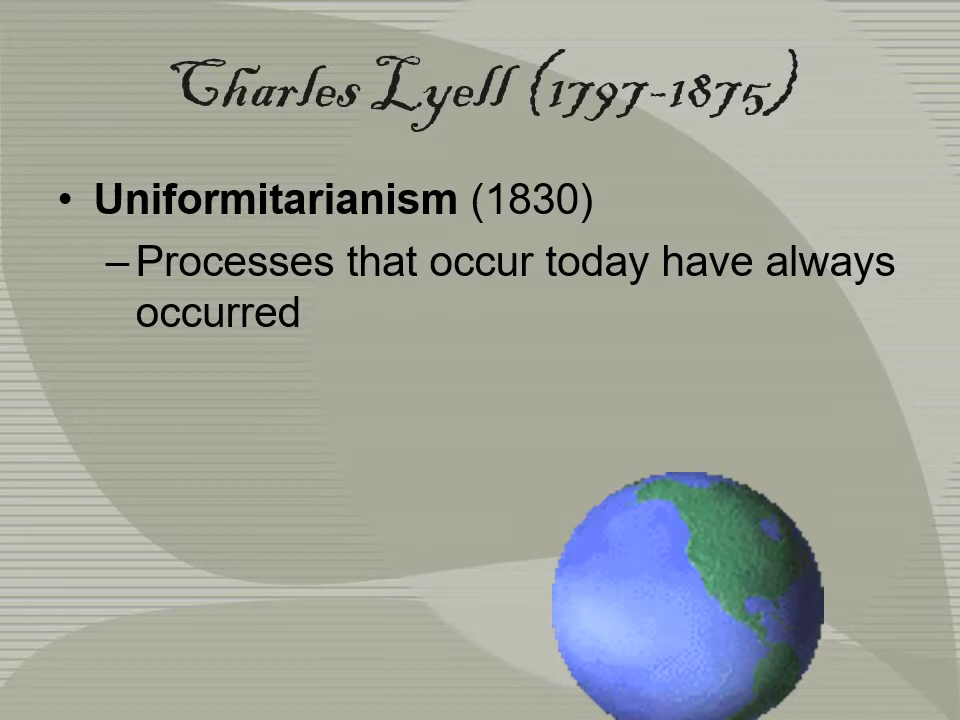 Charles Lyell (1797-1875)
• Uniformitarianism (1830)
– Processes that occur today have always
occurred